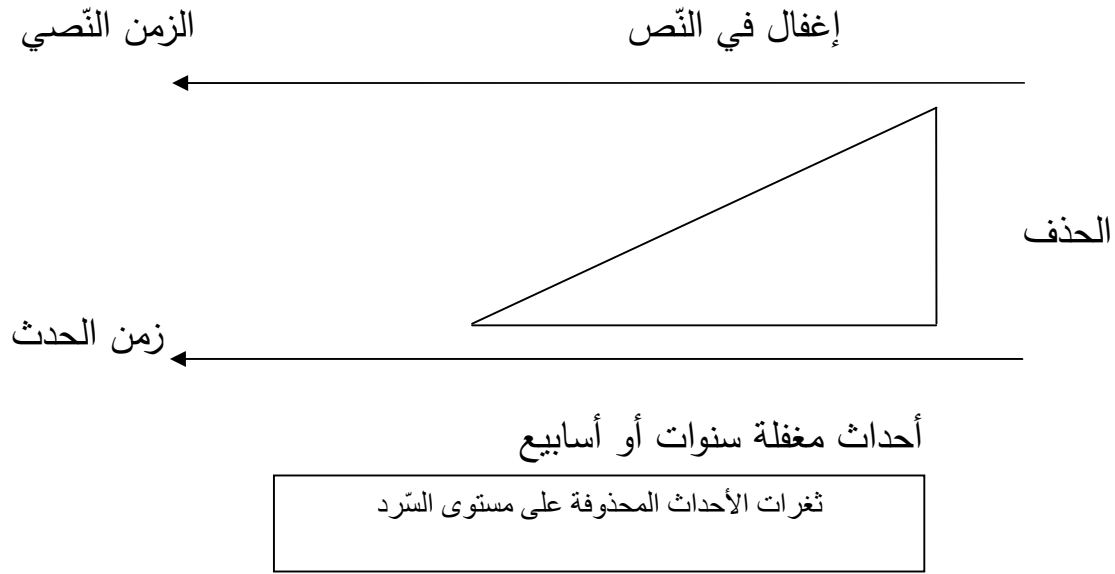 إغفال في النّص
الزمن النّصي
الحذف
زمن الحدث
أحداث مغفلة سنوات أو أسابيع
ثغرات الأحداث المحذوفة على مستوى السّرد